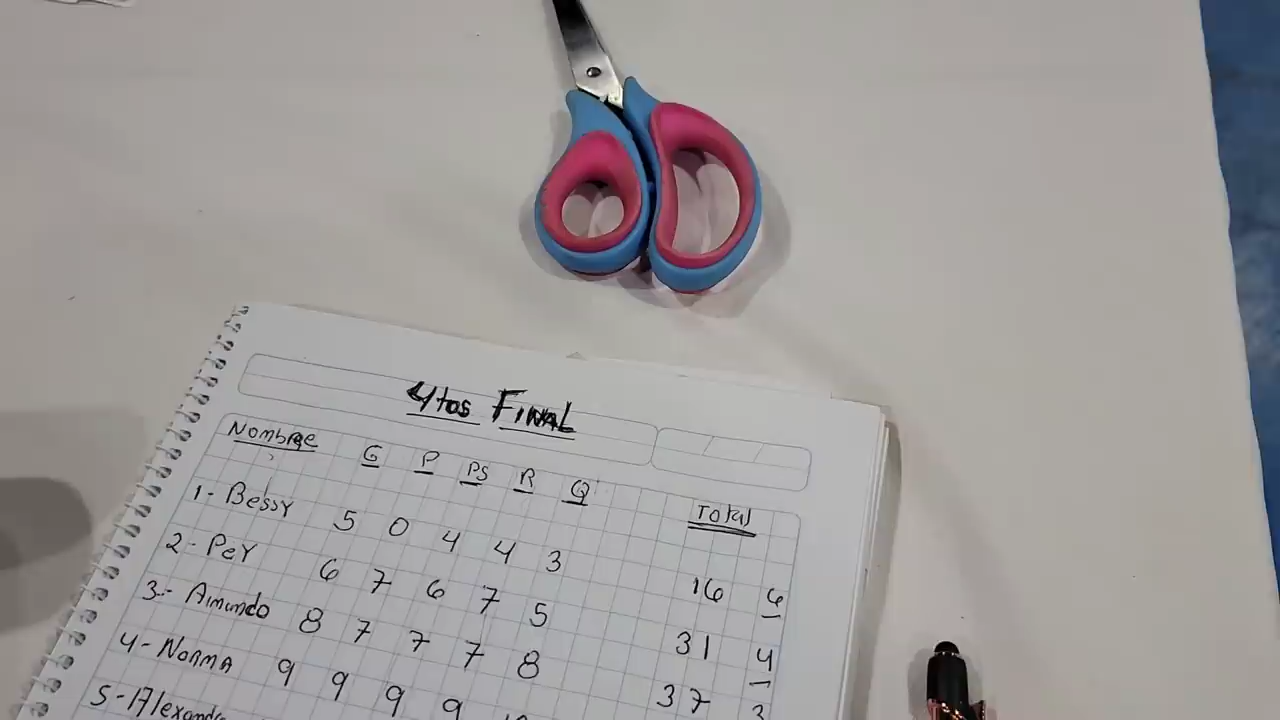 4tos FINAL
Nombre G P PS R Q Total
1- Bessy 5 0 4 4 3 16 6
2- Pey 6 7 6 7 5 31 4
3- Armando 8 7 7 7 8 37 3
4- Norma 9 9 9 9
5-